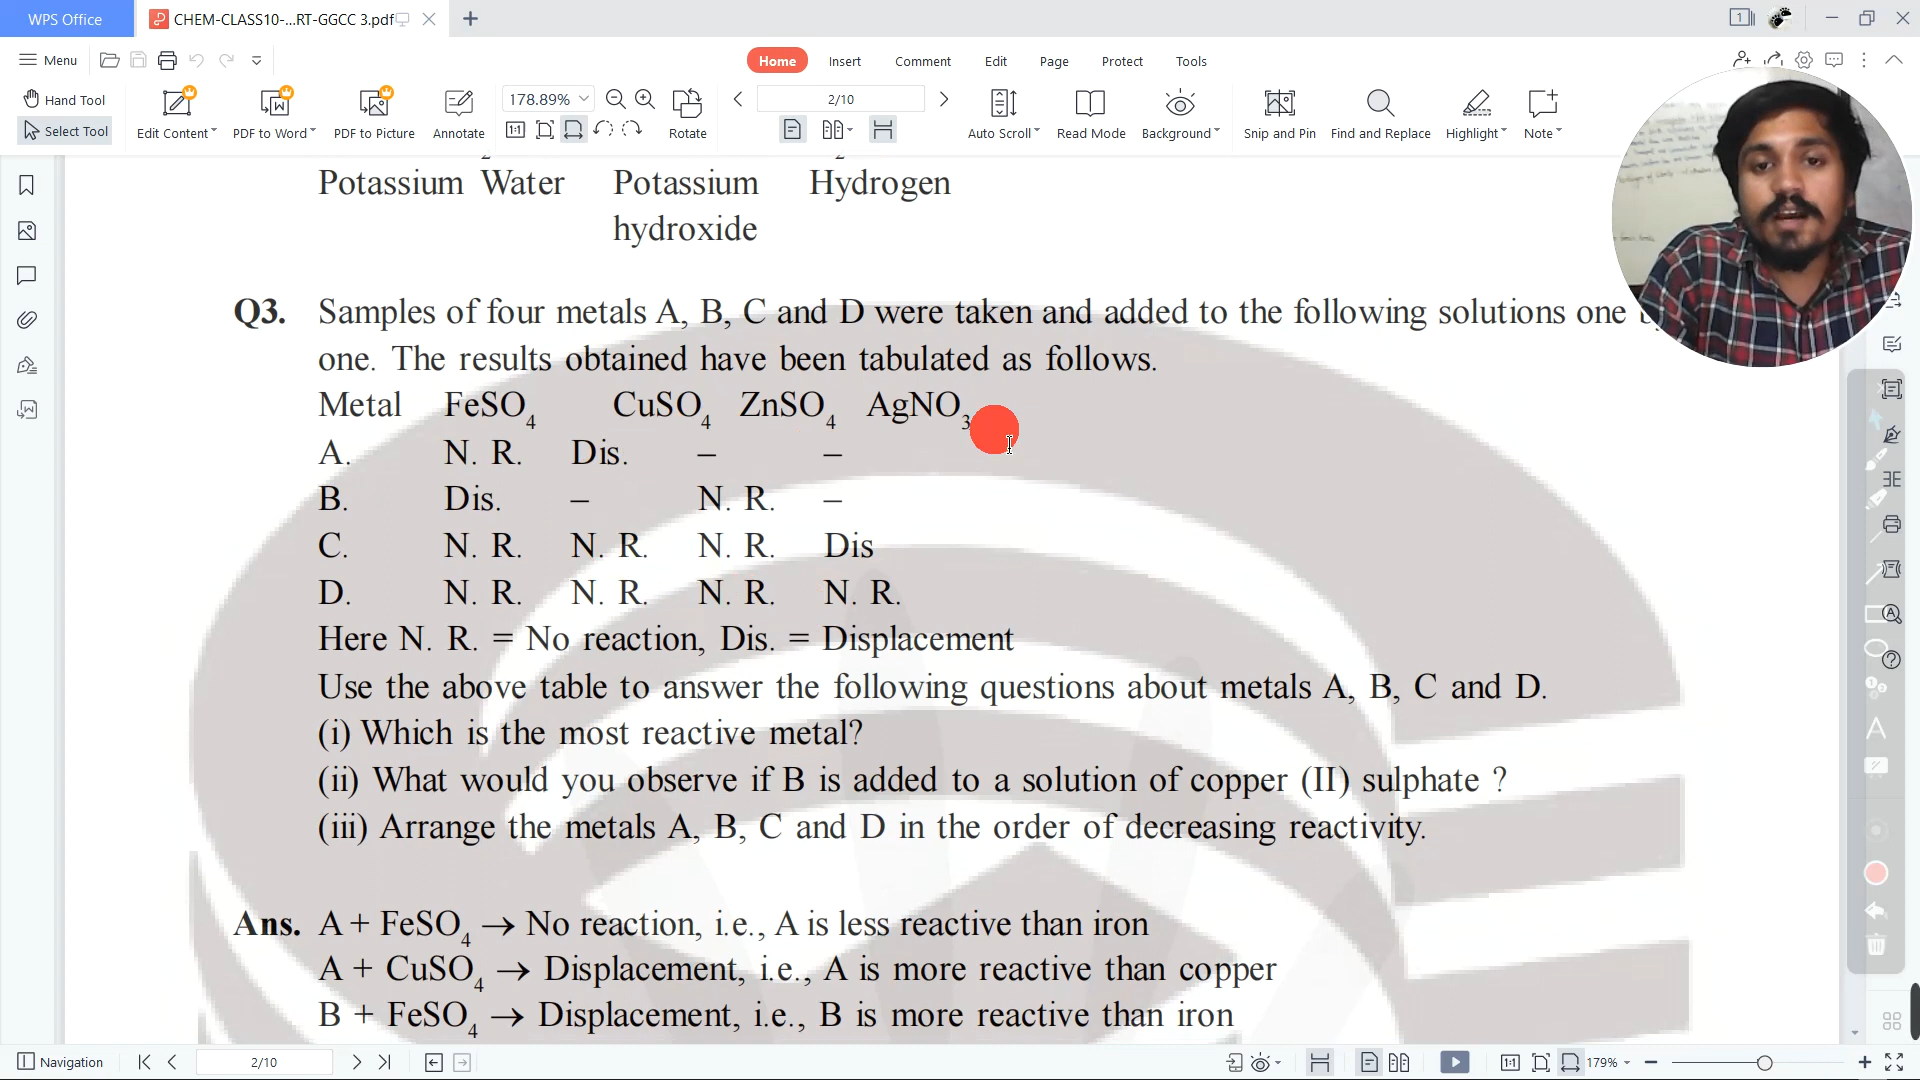 WPS Office
CHEM-CLASS10-...RT-GGCC 3.pdf
1
Menu
Home Insert Comment Edit Page Protect Tools
Hand Tool
Select Tool
Edit Content PDF to Word PDF to Picture Annotate
178.89%
1:1
Rotate
2/10
Auto Scroll Read Mode Background Snip and Pin Find and Replace Highlight Note
2 2
Potassium Water Potassium Hydrogen
hydroxide
Q3. Samples of four metals A, B, C and D were taken and added to the following solutions one
one. The results obtained have been tabulated as follows.
Metal FeSO4 CuSO4 ZnSO4 AgNO3
A. N. R. Dis. – –
B. Dis. – N. R. –
C. N. R. N. R. N. R. Dis
D. N. R. N. R. N. R. N. R.
Here N. R. = No reaction, Dis. = Displacement
Use the above table to answer the following questions about metals A, B, C and D.
(i) Which is the most reactive metal?
(ii) What would you observe if B is added to a solution of copper (II) sulphate ?
(iii) Arrange the metals A, B, C and D in the order of decreasing reactivity.
Ans. A + FeSO4 → No reaction, i.e., A is less reactive than iron
A + CuSO4 → Displacement, i.e., A is more reactive than copper
B + FeSO4 → Displacement, i.e., B is more reactive than iron
Navigation
2/10
1:1
179%